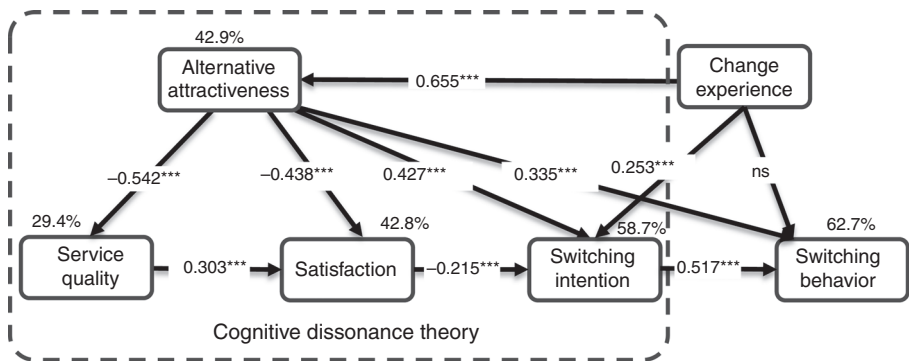 42.9%
Alternative
attractiveness
0.655***
Change
experience
–0.542***
–0.438***
0.427***
0.335***
0.253***
ns
29.4%
42.8%
58.7%
62.7%
Service
quality
0.303***
Satisfaction
–0.215***
Switching
intention
0.517***
Switching
behavior
Cognitive dissonance theory